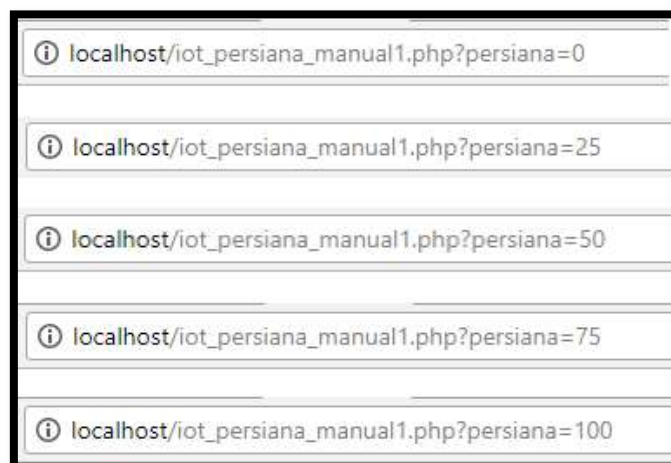 localhost/iot_persiana_manual1.php?persiana=0
localhost/iot_persiana_manual1.php?persiana=25
localhost/iot_persiana_manual1.php?persiana=50
localhost/iot_persiana_manual1.php?persiana=75
localhost/iot_persiana_manual1.php?persiana=100